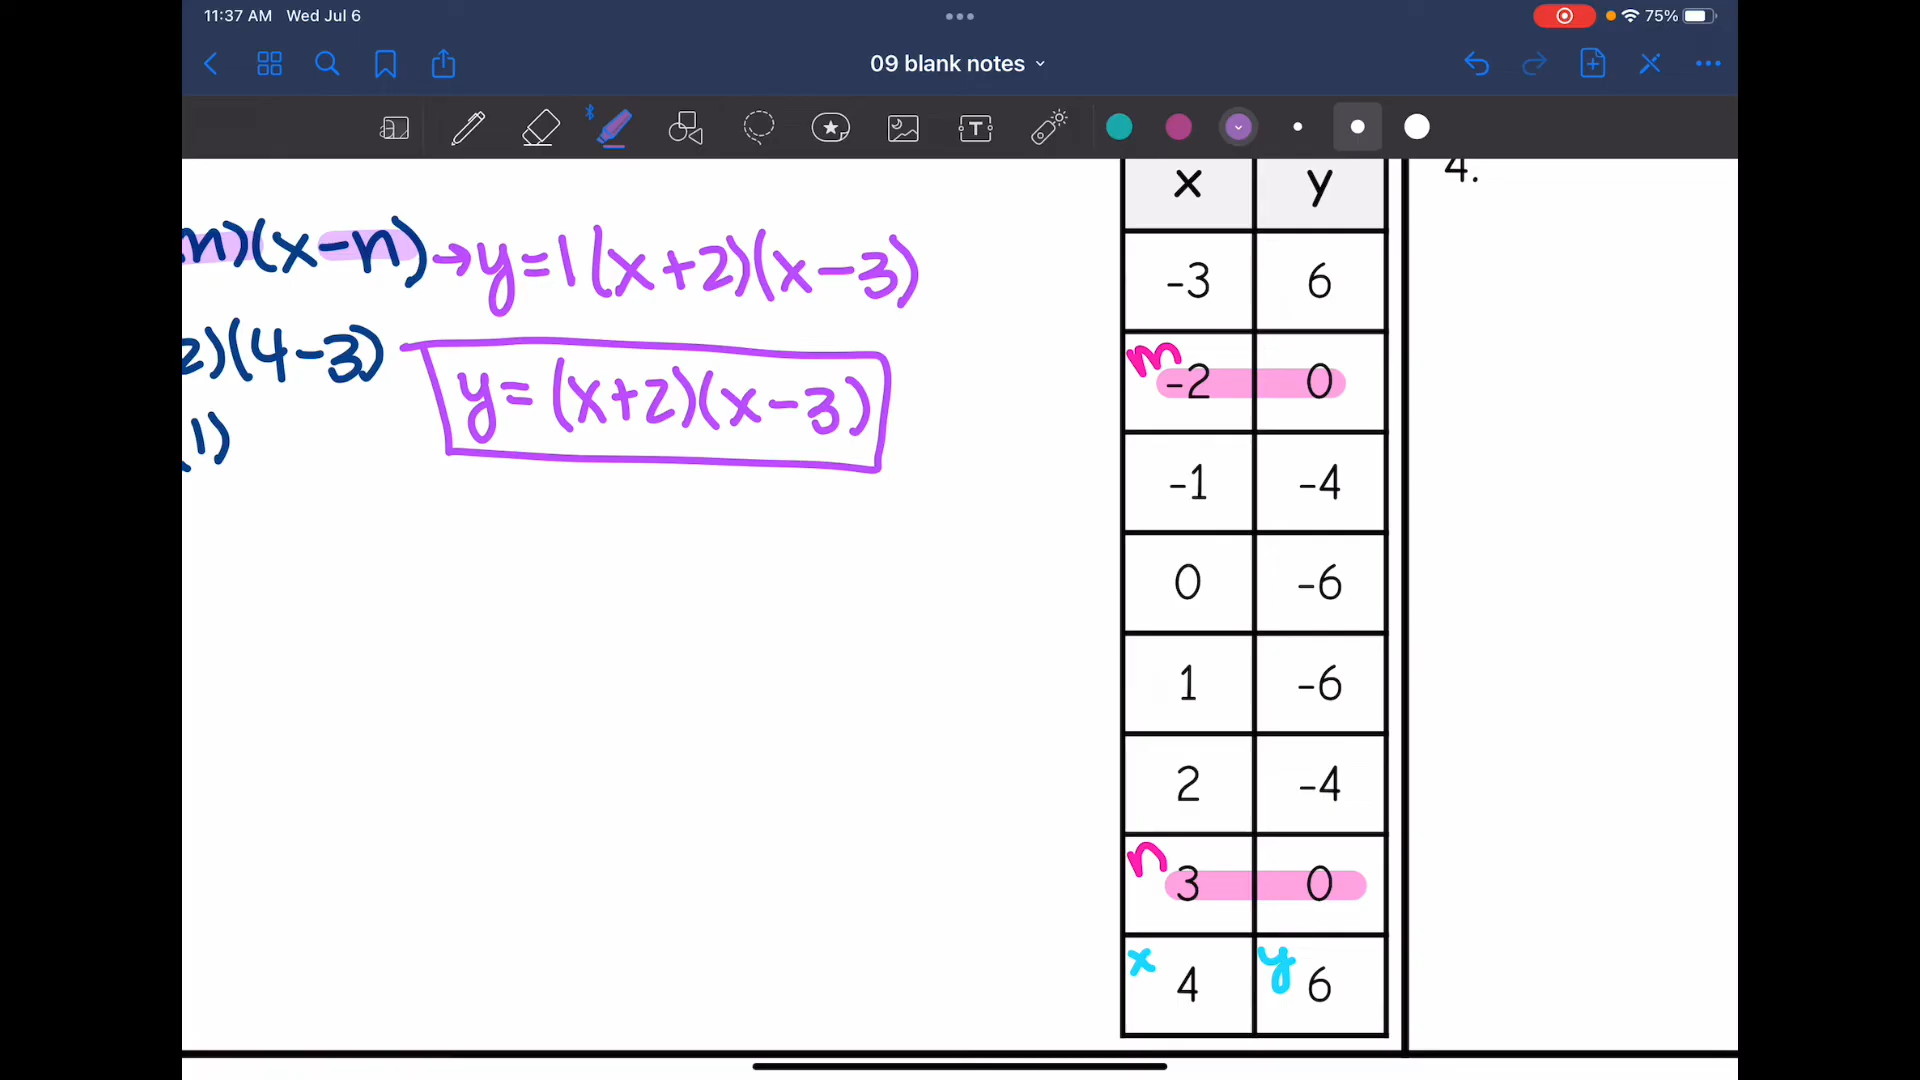 11:37 AM Wed Jul 6
75%
09 blank notes
m)(x-n) → y=1(x+2)(x-3)
2)(4-3)
y=(x+2)(x-3)
1)
x y
-3 6
m -2 0
-1 -4
0 -6
1 -6
2 -4
n 3 0
x 4 y 6
4.